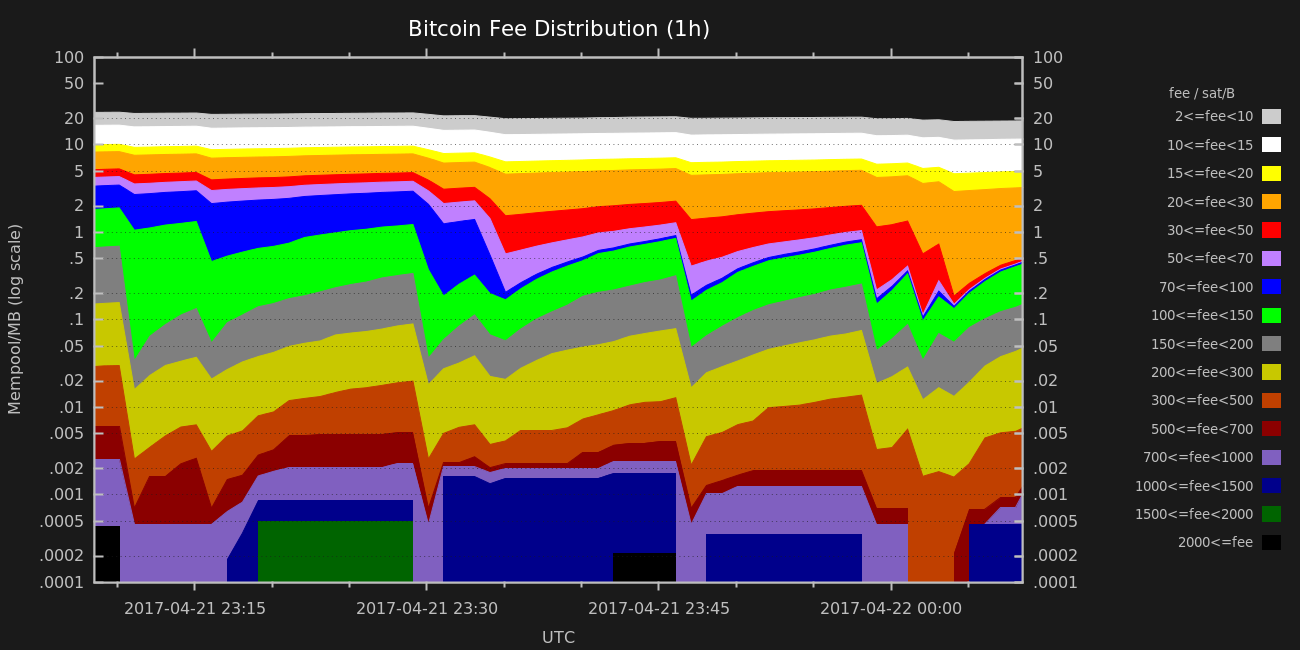 Bitcoin Fee Distribution (1h)
Mempool/MB (log scale)
100
50
20
10
5
2
1
.5
.2
.1
.05
.02
.01
.005
.002
.001
.0005
.0002
.0001
100
50
20
10
5
2
1
.5
.2
.1
.05
.02
.01
.005
.002
.001
.0005
.0002
.0001
2017-04-21 23:15
2017-04-21 23:30
2017-04-21 23:45
2017-04-22 00:00
UTC
fee / sat/B
2<=fee<10
10<=fee<15
15<=fee<20
20<=fee<30
30<=fee<50
50<=fee<70
70<=fee<100
100<=fee<150
150<=fee<200
200<=fee<300
300<=fee<500
500<=fee<700
700<=fee<1000
1000<=fee<1500
1500<=fee<2000
2000<=fee